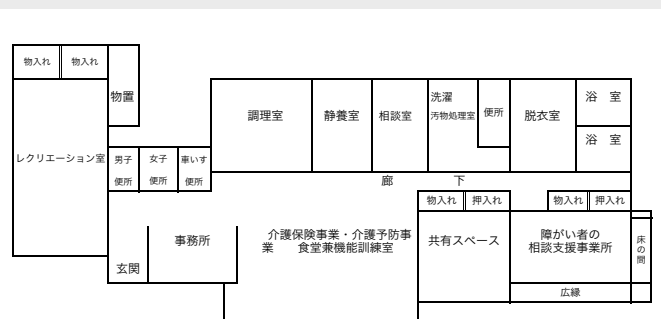 物入れ 物入れ
物置
レクリエーション室
男子
便所
女子
便所
車いす
便所
調理室
静養室
相談室
洗濯
汚物処理室
便所
脱衣室
浴　室
浴　室
廊　下
物入れ 押入れ
物入れ 押入れ
玄関
事務所
介護保険事業・介護予防事
業　食堂兼機能訓練室
共有スペース
障がい者の
相談支援事業所
床の間
広縁